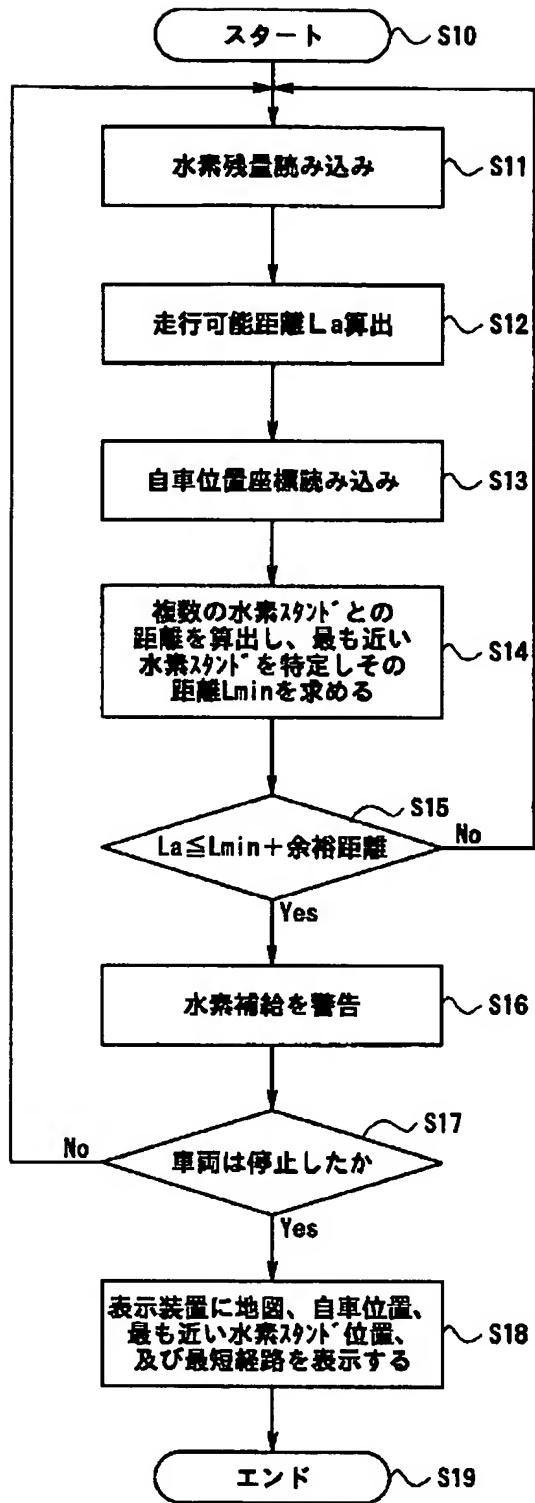 スタート
S10
水素残量読み込み
S11
走行可能距離La算出
S12
自車位置座標読み込み
S13
複数の水素ｽﾀﾝﾄﾞとの
距離を算出し、最も近い
水素ｽﾀﾝﾄﾞを特定しその
距離Lminを求める
S14
S15
La≦Lmin＋余裕距離
No
Yes
水素補給を警告
S16
S17
No
車両は停止したか
Yes
表示装置に地図、自車位置、
最も近い水素ｽﾀﾝﾄﾞ位置、
及び最短経路を表示する
S18
エンド
S19